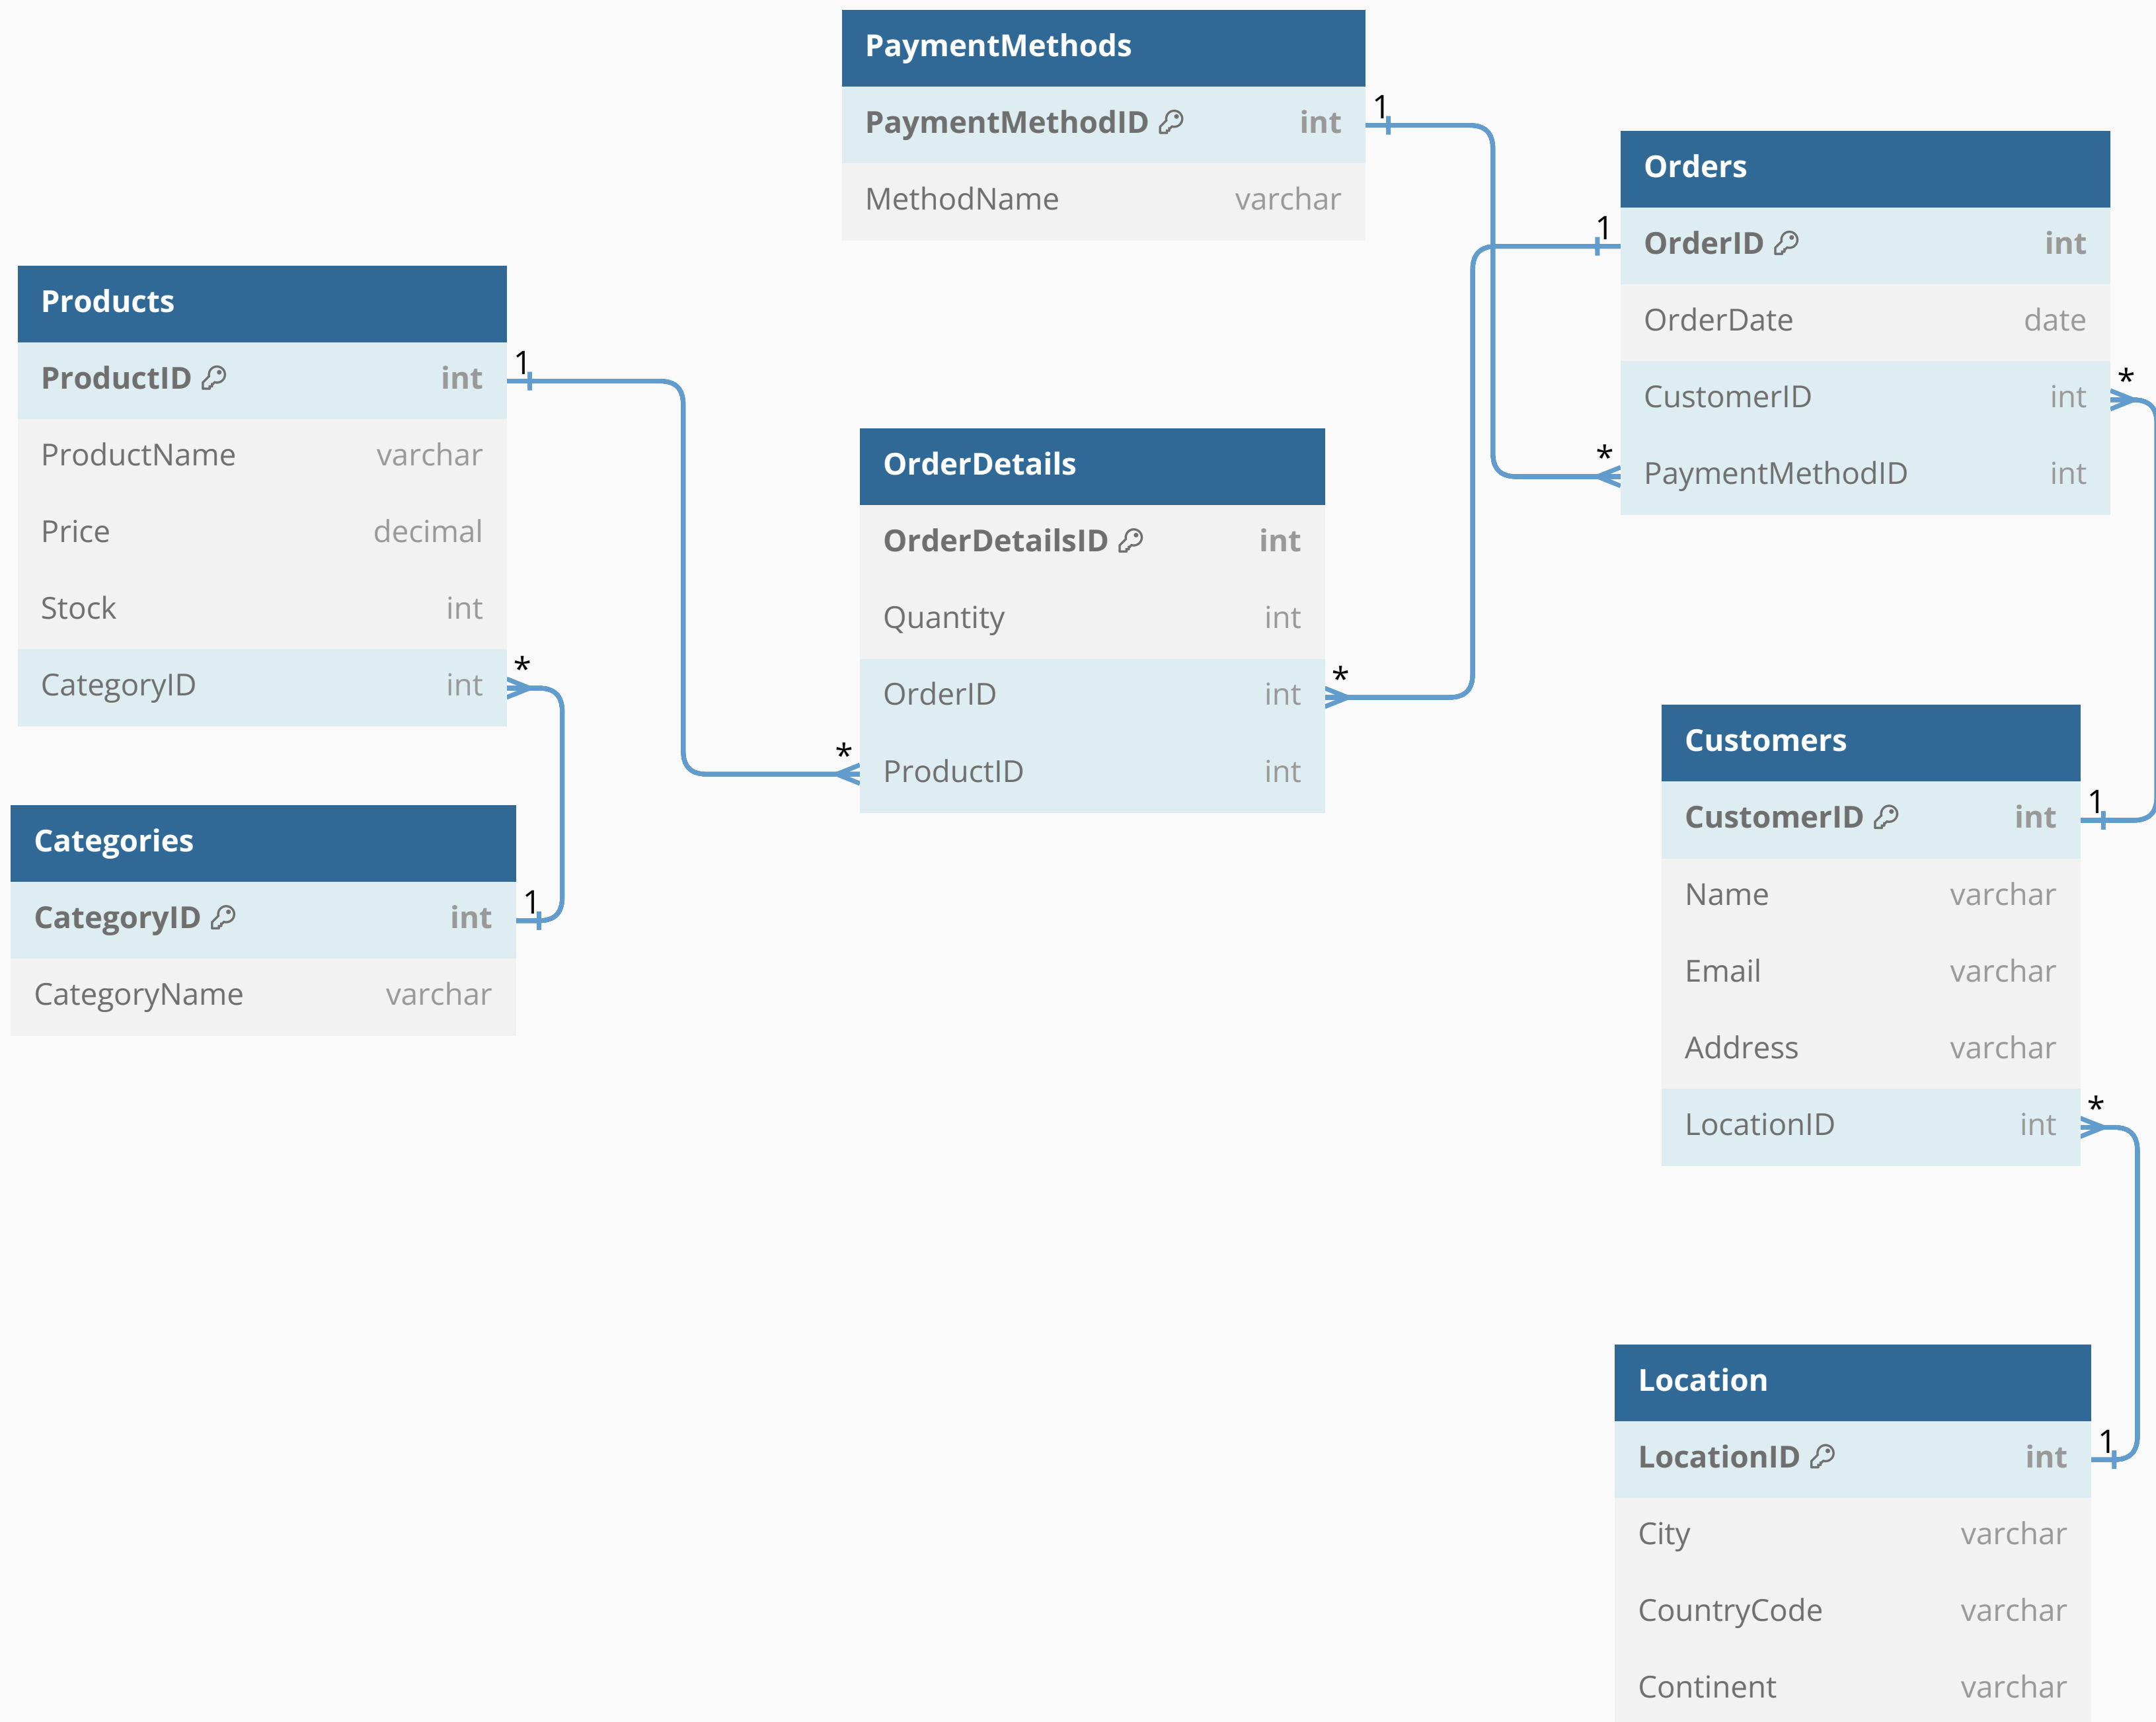 PaymentMethods
PaymentMethodID int
MethodName varchar
1
Orders
OrderID int
OrderDate date
CustomerID int
PaymentMethodID int
1
*
*
Products
ProductID int
ProductName varchar
Price decimal
Stock int
CategoryID int
1
*
OrderDetails
OrderDetailsID int
Quantity int
OrderID int
ProductID int
*
*
Categories
CategoryID int
CategoryName varchar
1
Customers
CustomerID int
Name varchar
Email varchar
Address varchar
LocationID int
1
*
Location
LocationID int
City varchar
CountryCode varchar
Continent varchar
1